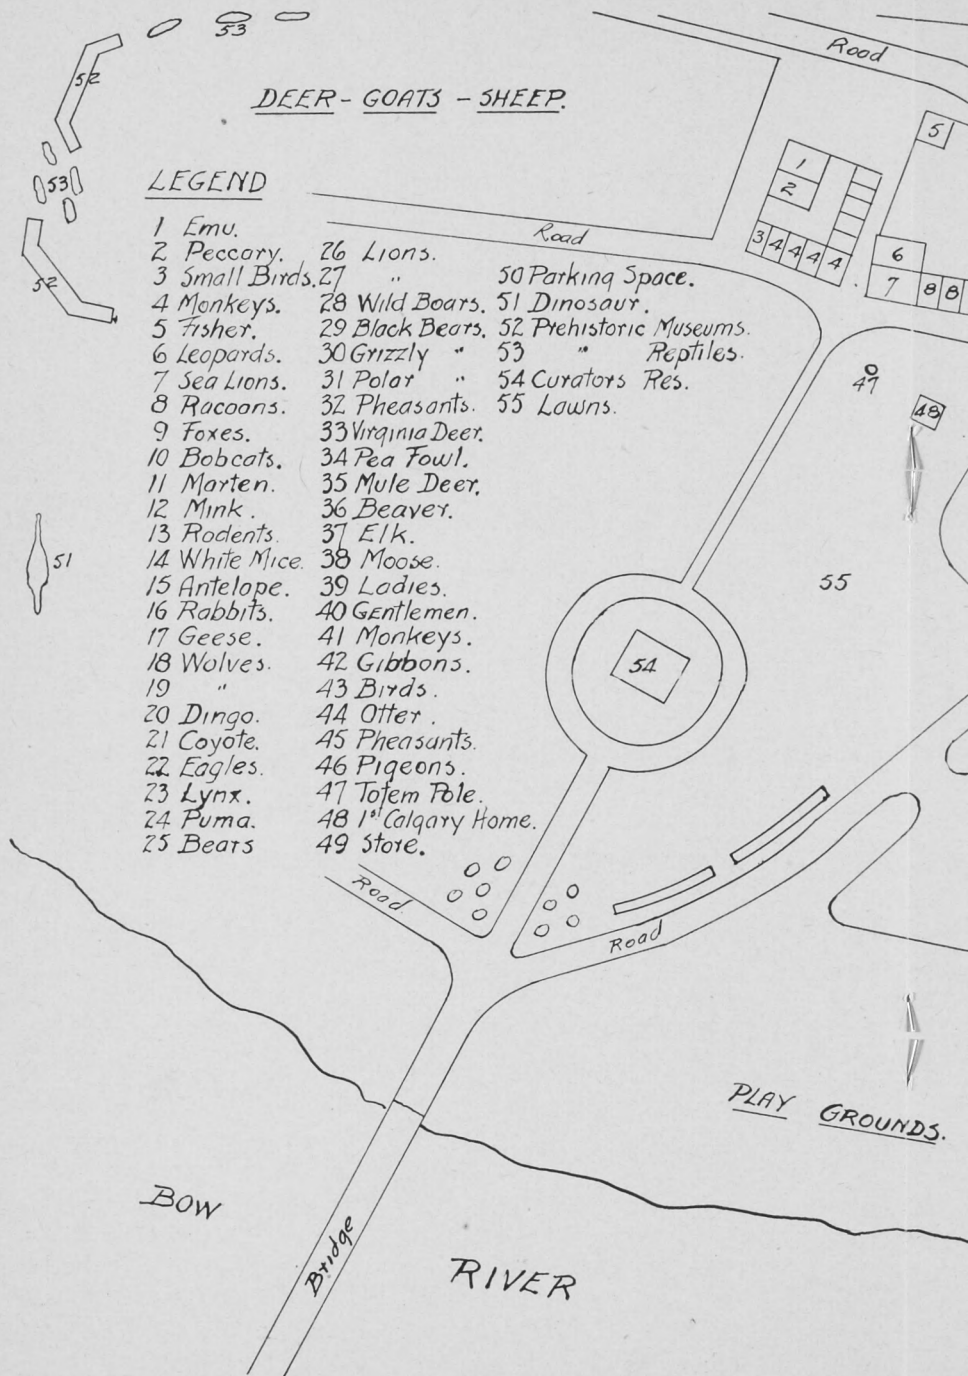 53
Road
52
DEER - GOATS - SHEEP.
5
1
2
53
LEGEND
3 4 4 4 4
Road
6
7 8 8
52
1 Emu.
2 Peccary.
3 Small Birds.
4 Monkeys.
5 Fisher.
6 Leopards.
7 Sea Lions.
8 Racoons.
9 Foxes.
10 Bobcats.
11 Marten.
12 Mink.
13 Rodents.
14 White Mice.
15 Antelope.
16 Rabbits.
17 Geese.
18 Wolves.
19 "
20 Dingo.
21 Coyote.
22 Eagles.
23 Lynx.
24 Puma.
25 Bears
26 Lions.
27 "
28 Wild Boars.
29 Black Bears.
30 Grizzly "
31 Polar "
32 Pheasants.
33 Virginia Deer.
34 Pea Fowl.
35 Mule Deer.
36 Beaver.
37 Elk.
38 Moose.
39 Ladies.
40 Gentlemen.
41 Monkeys.
42 Gibbons.
43 Birds.
44 Otter.
45 Pheasants.
46 Pigeons.
47 Totem Pole.
48 1st Calgary Home.
49 Store.
50 Parking Space.
51 Dinosaur.
52 Prehistoric Museums.
53 " Reptiles.
54 Curators Res.
55 Lawns.
47
48
51
55
54
Road
Road
PLAY GROUNDS.
BOW
Bridge
RIVER